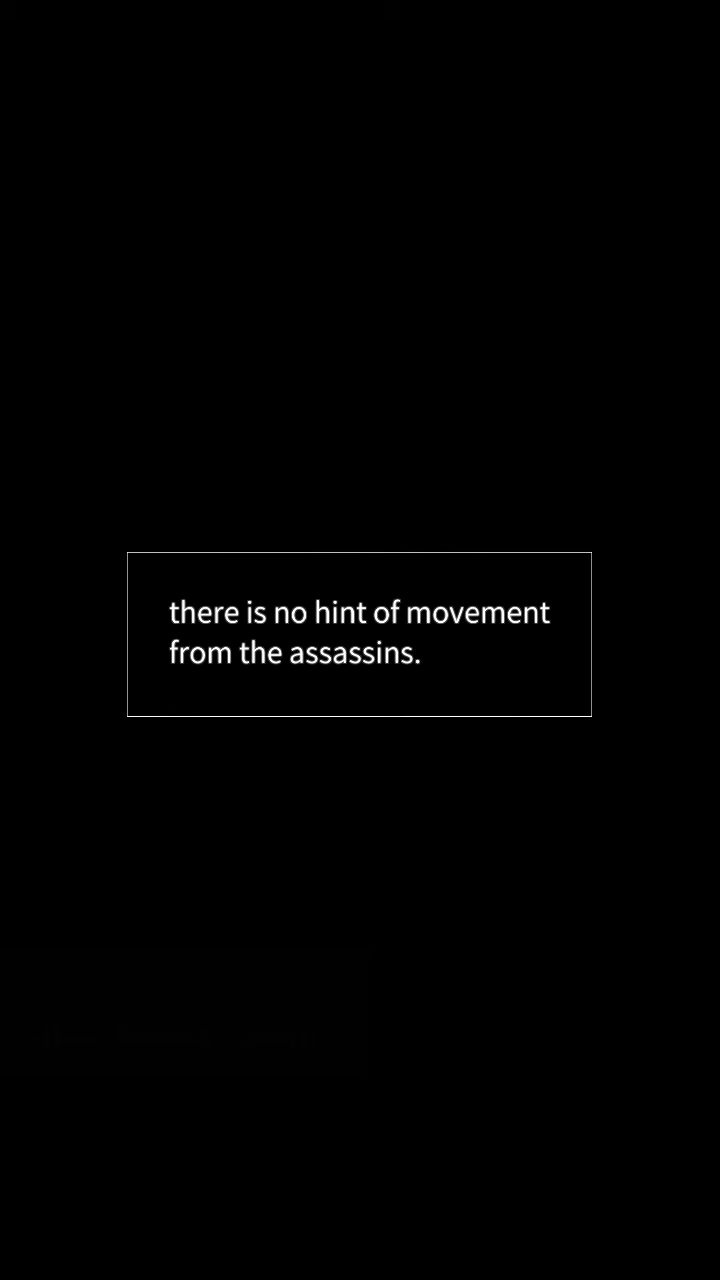 there is no hint of movement
from the assassins.